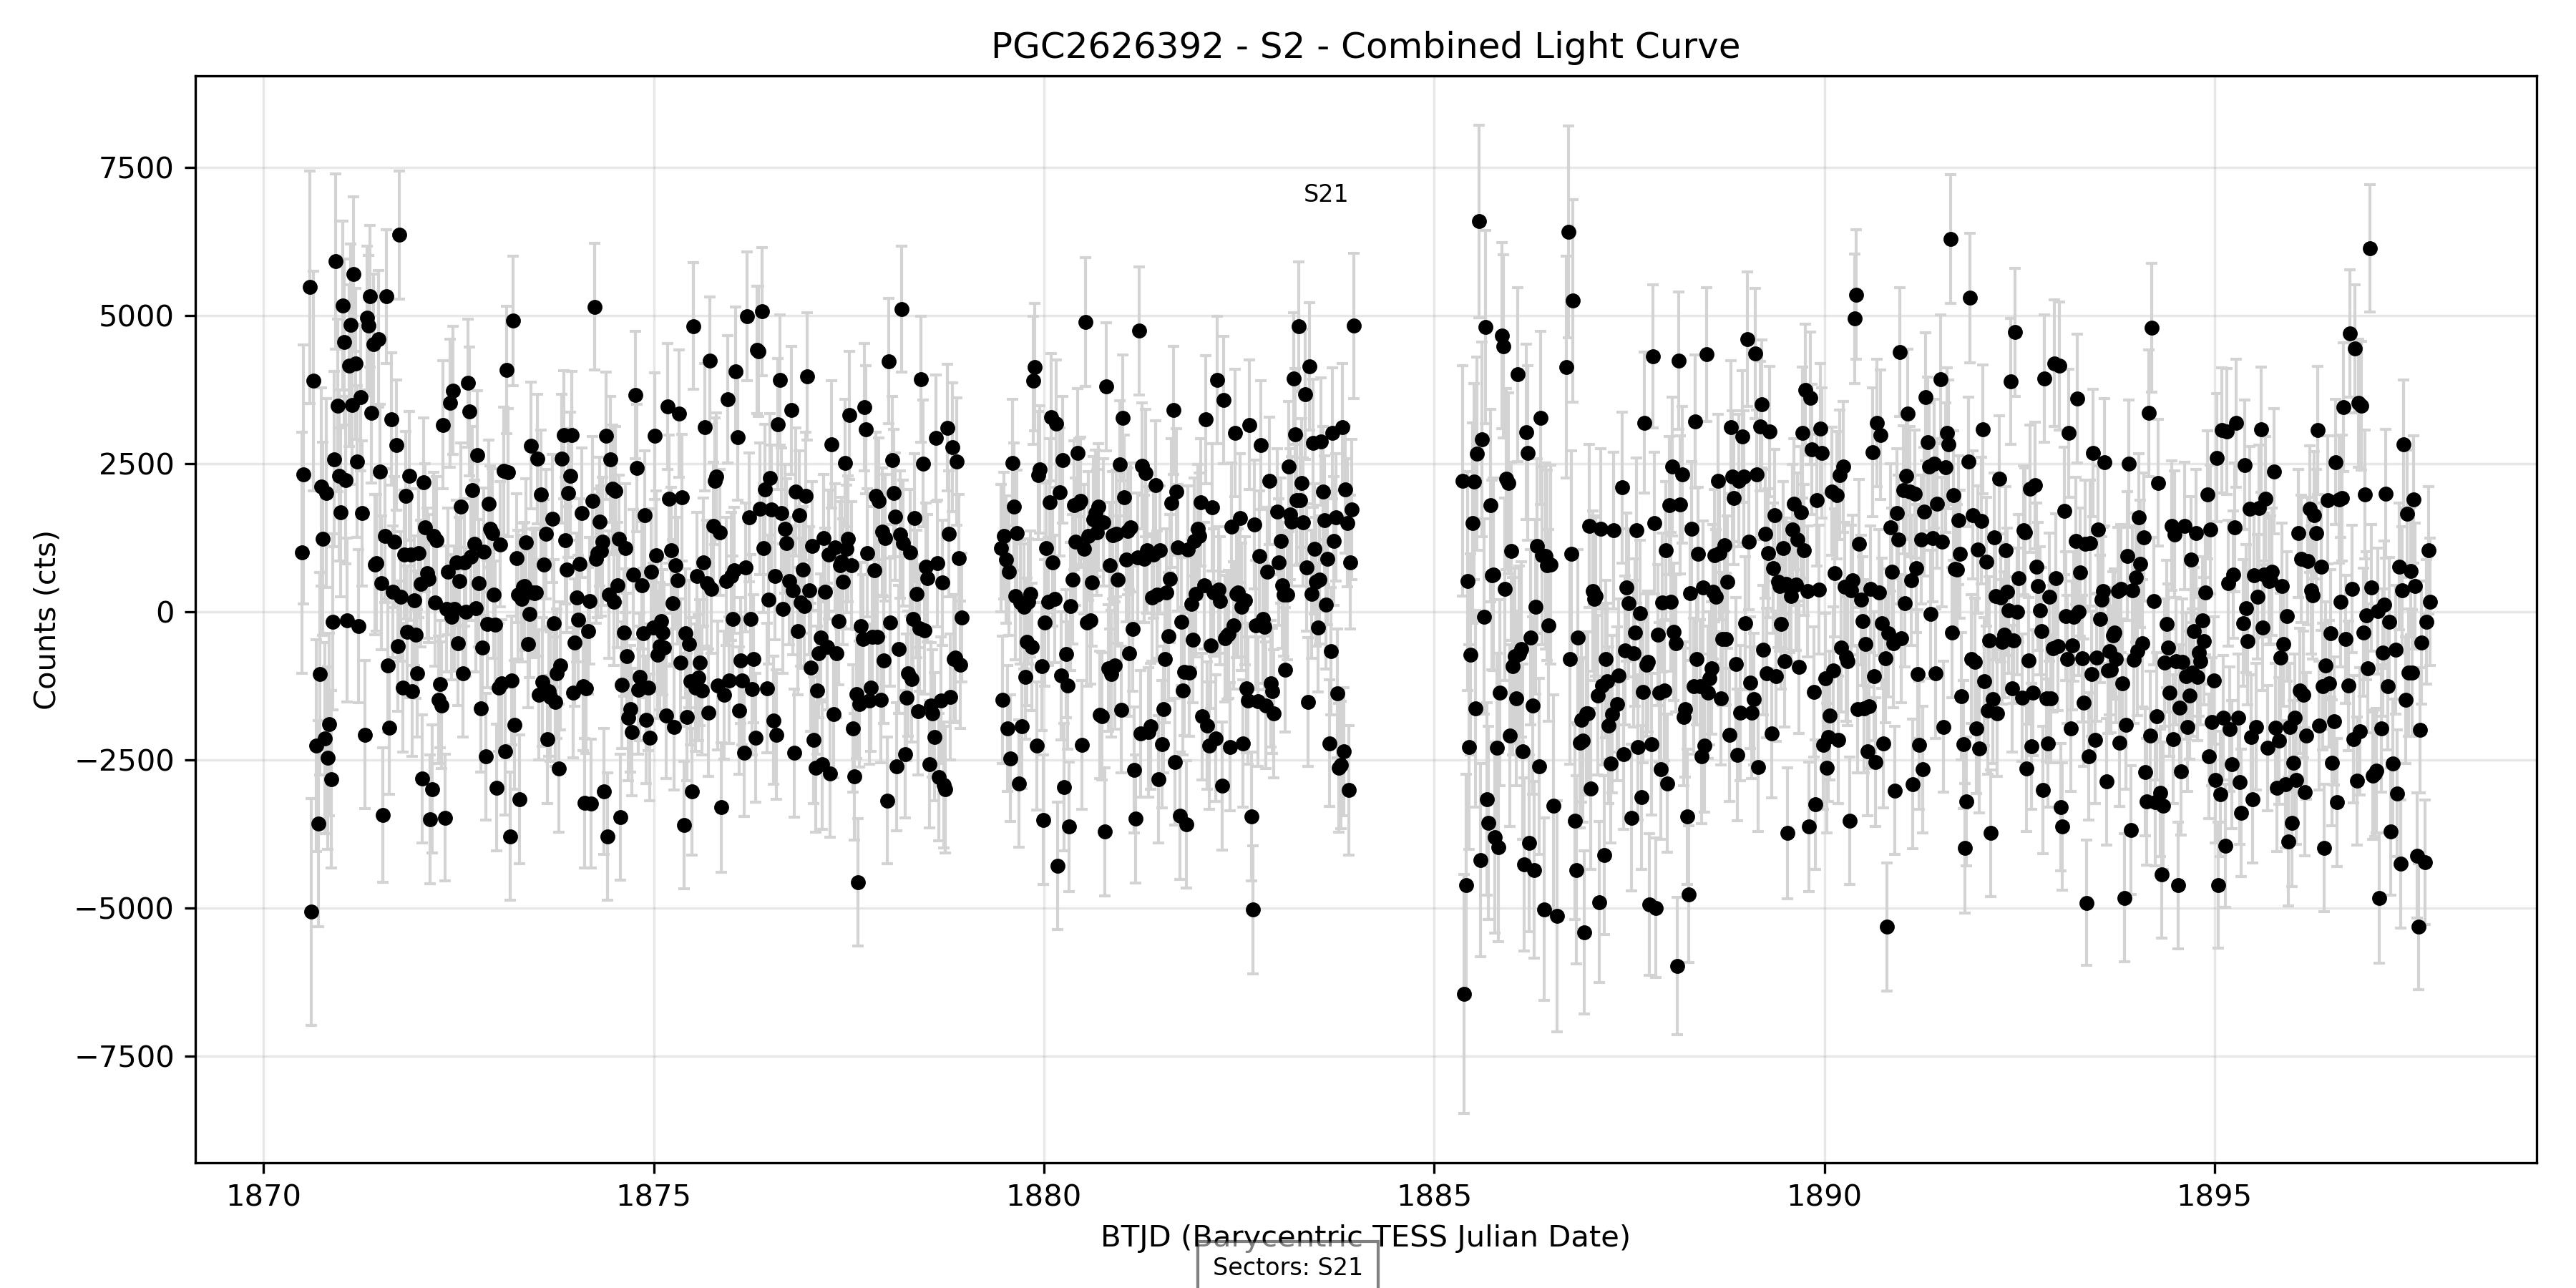 PGC2626392 - S2 - Combined Light Curve
Counts (cts)
7500
5000
2500
0
−2500
−5000
−7500
S21
1870 1875 1880 1885 1890 1895
BTJD (Barycentric TESS Julian Date)
Sectors: S21